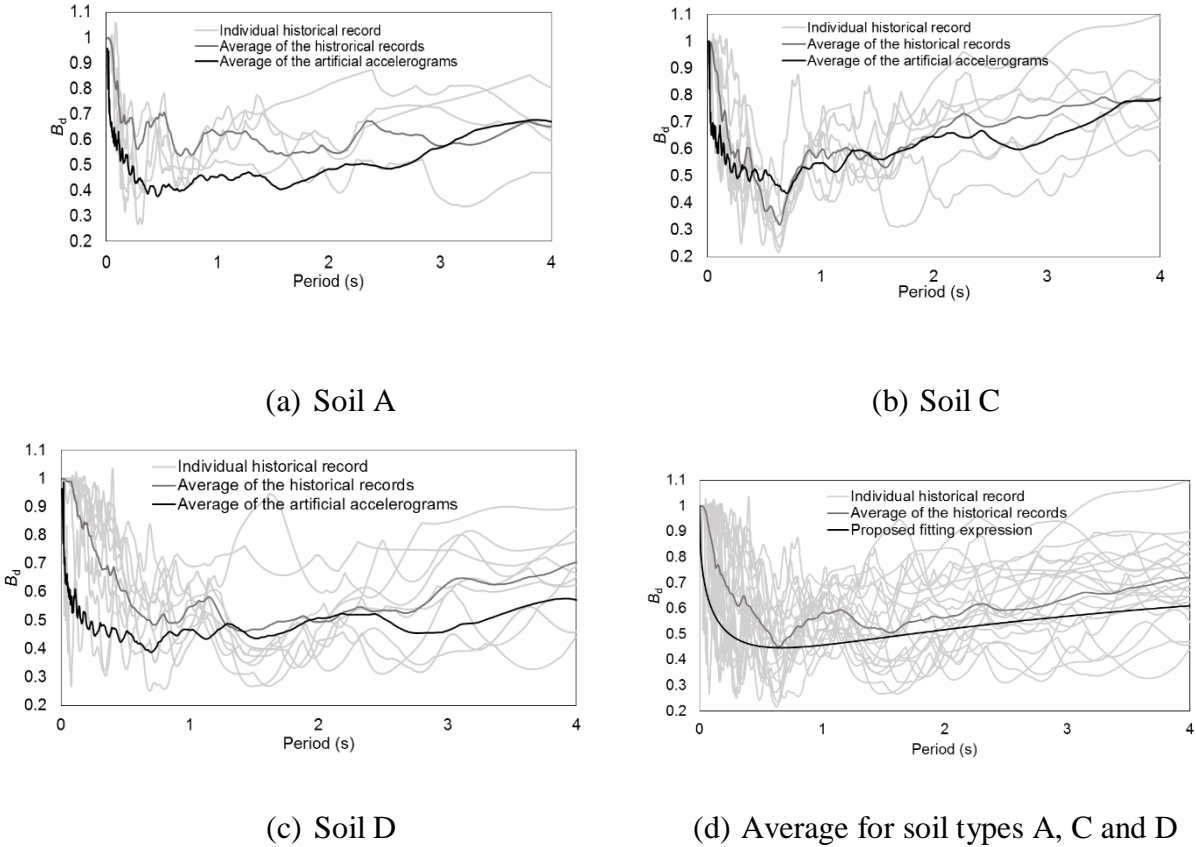 1.1
1
0.9
0.8
0.7
0.6
0.5
0.4
0.3
0.2
Bd
0 1 2 3 4
Period (s)
Individual historical record
Average of the histrorical records
Average of the artificial accelerograms
(a) Soil A
1.1
1
0.9
0.8
0.7
0.6
0.5
0.4
0.3
0.2
Bd
0 1 2 3 4
Period (s)
Individual historical record
Average of the historical records
Average of the artificial accelerograms
(b) Soil C
1.1
1
0.9
0.8
0.7
0.6
0.5
0.4
0.3
0.2
Bd
0 1 2 3 4
Period (s)
Individual historical record
Average of the historical records
Average of the artificial accelerograms
(c) Soil D
1.1
1
0.9
0.8
0.7
0.6
0.5
0.4
0.3
0.2
Bd
0 1 2 3 4
Period (s)
Individual historical record
Average of the historical records
Proposed fitting expression
(d) Average for soil types A, C and D